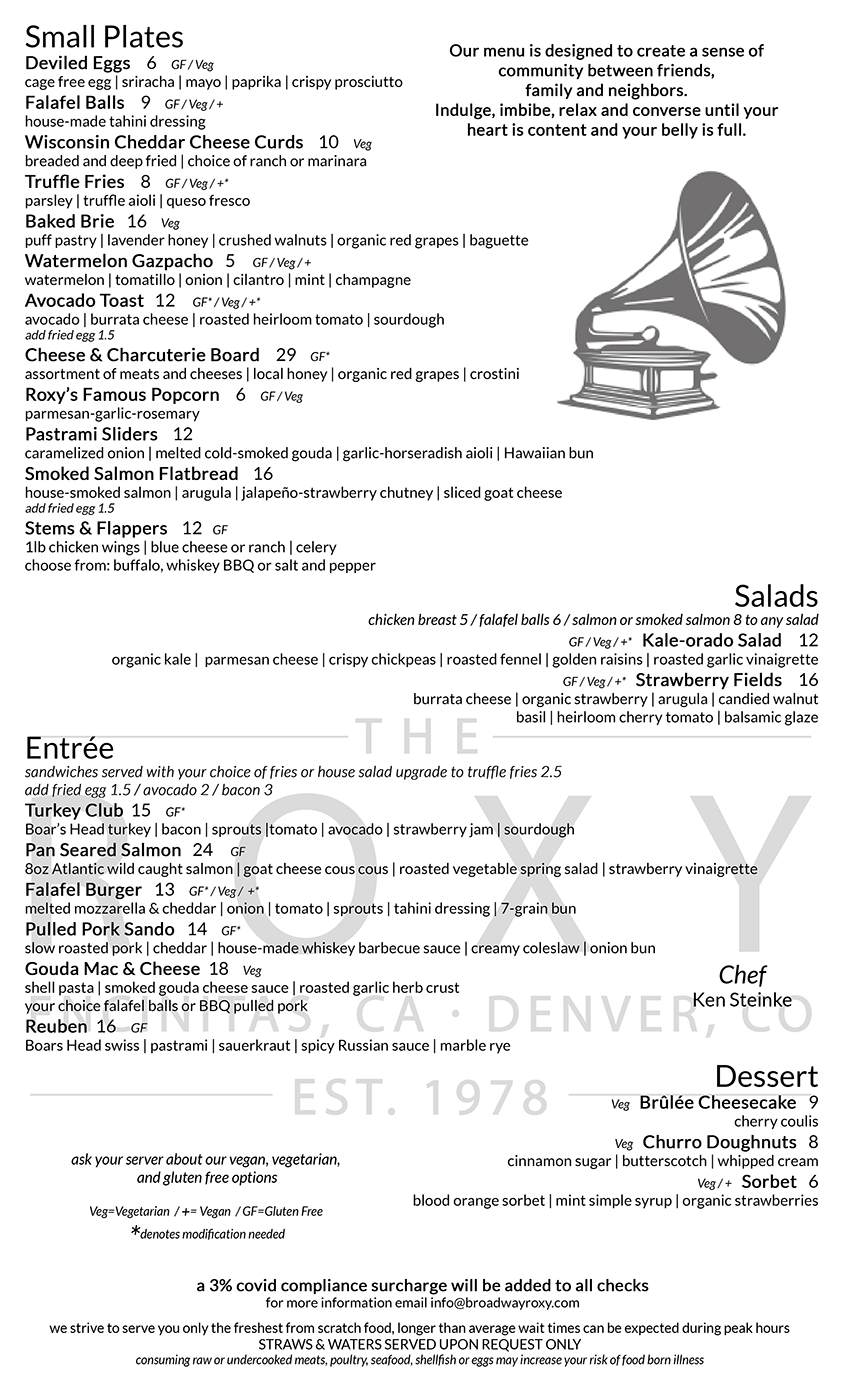 Small Plates
Deviled Eggs 6 GF / Veg
cage free egg | sriracha | mayo | paprika | crispy prosciutto
Falafel Balls 9 GF / Veg / +
house-made tahini dressing
Wisconsin Cheddar Cheese Curds 10 Veg
breaded and deep fried | choice of ranch or marinara
Truffle Fries 8 GF / Veg / +*
parsley | truffle aioli | queso fresco
Baked Brie 16 Veg
puff pastry | lavender honey | crushed walnuts | organic red grapes | baguette
Watermelon Gazpacho 5 GF / Veg / +
watermelon | tomatillo | onion | cilantro | mint | champagne
Avocado Toast 12 GF* / Veg / +*
avocado | burrata cheese | roasted heirloom tomato | sourdough
add fried egg 1.5
Cheese & Charcuterie Board 29 GF*
assortment of meats and cheeses | local honey | organic red grapes | crostini
Roxy's Famous Popcorn 6 GF / Veg
parmesan-garlic-rosemary
Pastrami Sliders 12
caramelized onion | melted cold-smoked gouda | garlic-horseradish aioli | Hawaiian bun
Smoked Salmon Flatbread 16
house-smoked salmon | arugula | jalapeño-strawberry chutney | sliced goat cheese
add fried egg 1.5
Stems & Flappers 12 GF
1lb chicken wings | blue cheese or ranch | celery
choose from: buffalo, whiskey BBQ or salt and pepper
Our menu is designed to create a sense of
community between friends,
family and neighbors.
Indulge, imbibe, relax and converse until your
heart is content and your belly is full.
Salads
chicken breast 5 / falafel balls 6 / salmon or smoked salmon 8 to any salad
GF / Veg / +* Kale-orado Salad 12
organic kale | parmesan cheese | crispy chickpeas | roasted fennel | golden raisins | roasted garlic vinaigrette
GF / Veg / +* Strawberry Fields 16
burrata cheese | organic strawberry | arugula | candied walnut
basil | heirloom cherry tomato | balsamic glaze
THE
ROXY
ENCINITAS, CA · DENVER, CO
EST. 1978
Entrée
sandwiches served with your choice of fries or house salad upgrade to truffle fries 2.5
add fried egg 1.5 / avocado 2 / bacon 3
Turkey Club 15 GF*
Boar's Head turkey | bacon | sprouts |tomato | avocado | strawberry jam | sourdough
Pan Seared Salmon 24 GF
8oz Atlantic wild caught salmon | goat cheese cous cous | roasted vegetable spring salad | strawberry vinaigrette
Falafel Burger 13 GF* / Veg / +*
melted mozzarella & cheddar | onion | tomato | sprouts | tahini dressing | 7-grain bun
Pulled Pork Sando 14 GF*
slow roasted pork | cheddar | house-made whiskey barbecue sauce | creamy coleslaw | onion bun
Gouda Mac & Cheese 18 Veg
shell pasta | smoked gouda cheese sauce | roasted garlic herb crust
your choice falafel balls or BBQ pulled pork
Reuben 16 GF
Boars Head swiss | pastrami | sauerkraut | spicy Russian sauce | marble rye
Chef
Ken Steinke
Dessert
Veg Brûlée Cheesecake 9
cherry coulis
Veg Churro Doughnuts 8
cinnamon sugar | butterscotch | whipped cream
Veg / + Sorbet 6
blood orange sorbet | mint simple syrup | organic strawberries
ask your server about our vegan, vegetarian,
and gluten free options
Veg=Vegetarian / += Vegan / GF=Gluten Free
*denotes modification needed
a 3% covid compliance surcharge will be added to all checks
for more information email info@broadwayroxy.com
we strive to serve you only the freshest from scratch food, longer than average wait times can be expected during peak hours
STRAWS & WATERS SERVED UPON REQUEST ONLY
consuming raw or undercooked meats, poultry, seafood, shellfish or eggs may increase your risk of food born illness